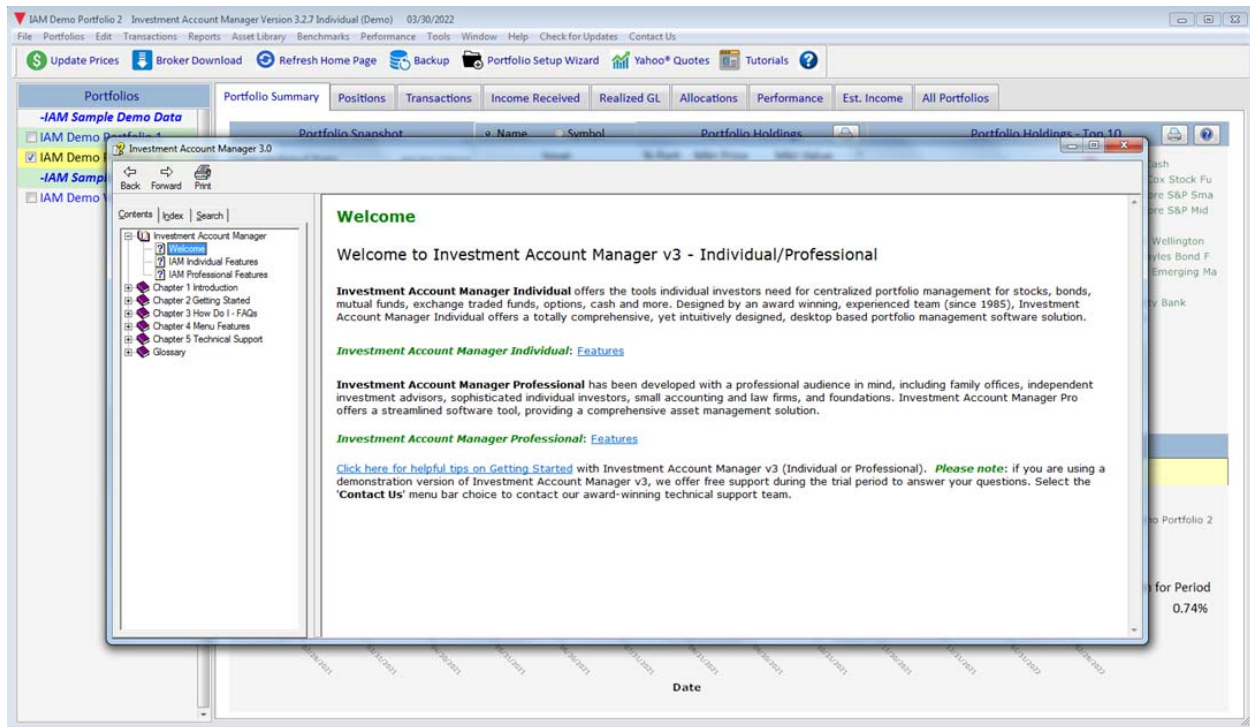 IAM Demo Portfolio 2 Investment Account Manager Version 3.2.7 Individual (Demo) 03/30/2022
File Portfolios Edit Transactions Reports Asset Library Benchmarks Performance Tools Window Help Check for Updates Contact Us
Update Prices Broker Download Refresh Home Page Backup Portfolio Setup Wizard Yahoo® Quotes Tutorials
Portfolios
Portfolio Summary Positions Transactions Income Received Realized GL Allocations Performance Est. Income All Portfolios
-IAM Sample Demo Data
IAM Demo Portfolio 1
Portfolio Snapshot Name Symbol Portfolio Holdings Portfolio Holdings - Top 10
IAM Demo
-IAM Sampl
IAM Demo
Investment Account Manager 3.0
Back Forward Print
Contents Index Search
Investment Account Manager
Welcome
IAM Individual Features
IAM Professional Features
Chapter 1 Introduction
Chapter 2 Getting Started
Chapter 3 How Do I - FAQs
Chapter 4 Menu Features
Chapter 5 Technical Support
Glossary
Welcome
Welcome to Investment Account Manager v3 - Individual/Professional
Investment Account Manager Individual offers the tools individual investors need for centralized portfolio management for stocks, bonds,
mutual funds, exchange traded funds, options, cash and more. Designed by an award winning, experienced team (since 1985), Investment
Account Manager Individual offers a totally comprehensive, yet intuitively designed, desktop based portfolio management software solution.
Investment Account Manager Individual: Features
Investment Account Manager Professional has been developed with a professional audience in mind, including family offices, independent
investment advisors, sophisticated individual investors, small accounting and law firms, and foundations. Investment Account Manager Pro
offers a streamlined software tool, providing a comprehensive asset management solution.
Investment Account Manager Professional: Features
Click here for helpful tips on Getting Started with Investment Account Manager v3 (Individual or Professional). Please note: if you are using a
demonstration version of Investment Account Manager v3, we offer free support during the trial period to answer your questions. Select the
'Contact Us' menu bar choice to contact our award-winning technical support team.
ash
Cox Stock Fu
ore S&P Sma
ore S&P Mid
Wellington
yles Bond F
Emerging Ma
ty Bank
no Portfolio 2
for Period
0.74%
Date